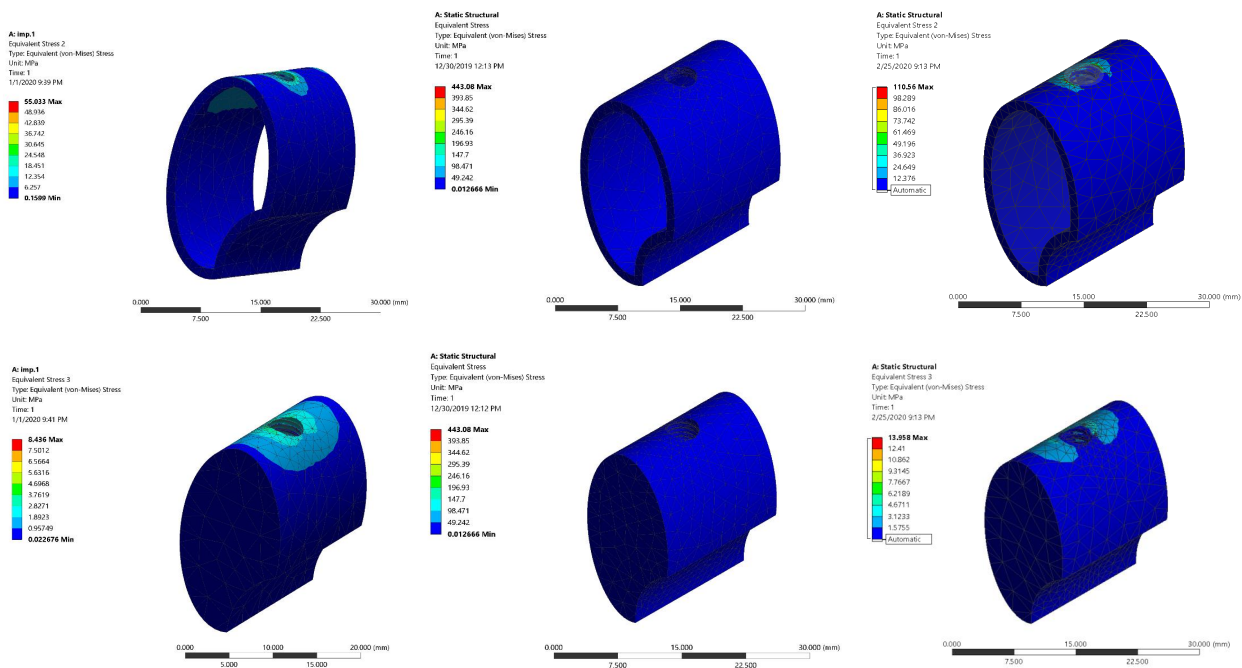 A: imp.1
Equivalent Stress 2
Type: Equivalent (von-Mises) Stress
Unit: MPa
Time: 1
1/1/2020 9:39 PM
55.033 Max
48.936
42.839
36.742
30.645
24.548
18.451
12.354
6.257
0.1599 Min
0.000 15.000 30.000 (mm)
7.500 22.500
A: Static Structural
Equivalent Stress
Type: Equivalent (von-Mises) Stress
Unit: MPa
Time: 1
12/30/2019 12:13 PM
443.08 Max
393.85
344.62
295.39
246.16
196.93
147.7
98.471
49.242
0.012666 Min
0.000 15.000 30.000 (mm)
7.500 22.500
A: Static Structural
Equivalent Stress 2
Type: Equivalent (von-Mises) Stress
Unit: MPa
Time: 1
2/25/2020 9:13 PM
110.56 Max
98.289
86.016
73.742
61.469
49.196
36.923
24.649
12.376
Automatic
0.000 15.000 30.000 (mm)
7.500 22.500
A: imp.1
Equivalent Stress 3
Type: Equivalent (von-Mises) Stress
Unit: MPa
Time: 1
1/1/2020 9:41 PM
8.436 Max
7.5012
6.5664
5.6316
4.6968
3.7619
2.8271
1.8923
0.95749
0.022676 Min
0.000 10.000 20.000 (mm)
5.000 15.000
A: Static Structural
Equivalent Stress
Type: Equivalent (von-Mises) Stress
Unit: MPa
Time: 1
12/30/2019 12:12 PM
443.08 Max
393.85
344.62
295.39
246.16
196.93
147.7
98.471
49.242
0.012666 Min
0.000 15.000 30.000 (mm)
7.500 22.500
A: Static Structural
Equivalent Stress 3
Type: Equivalent (von-Mises) Stress
Unit: MPa
Time: 1
2/25/2020 9:13 PM
13.958 Max
12.41
10.862
9.3145
7.7667
6.2189
4.6711
3.1233
1.5755
Automatic
0.000 15.000 30.000 (mm)
7.500 22.500